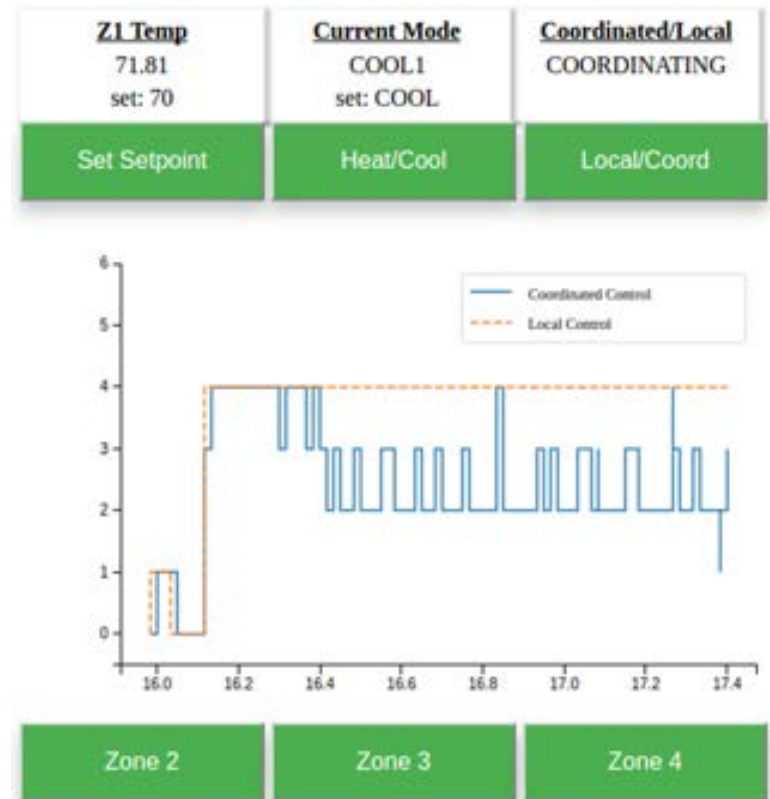 Z1 Temp
71.81
set: 70
Current Mode
COOL1
set: COOL
Coordinated/Local
COORDINATING
Set Setpoint
Heat/Cool
Local/Coord
Coordinated Control
Local Control
6
5
4
3
2
1
0
16.0 16.2 16.4 16.6 16.8 17.0 17.2 17.4
Zone 2
Zone 3
Zone 4